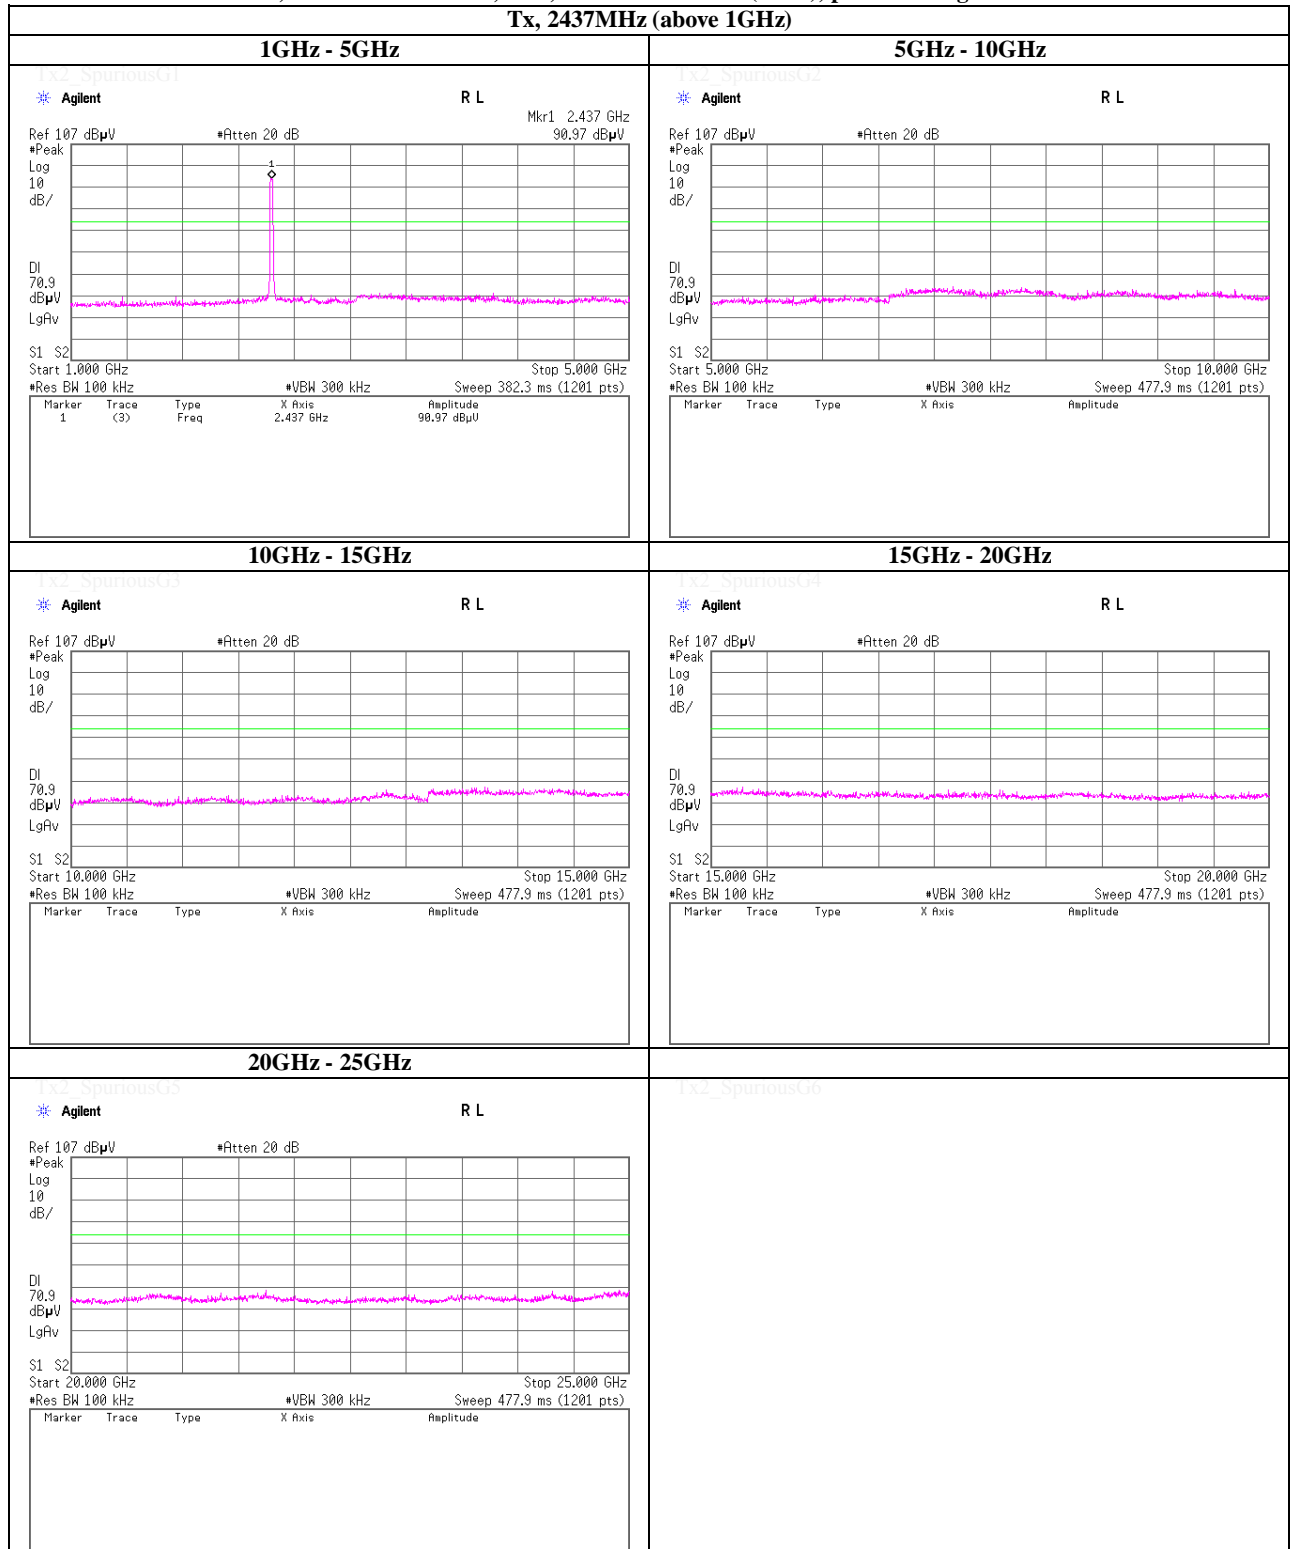 Tx, 2437MHz (above 1GHz)
1GHz - 5GHz
Tx2_SpuriousG1
Agilent R L
Mkr1 2.437 GHz
Ref 107 dBµV #Atten 20 dB 90.97 dBµV
#Peak
Log
10
dB/
1
DI
70.9
dBµV
LgAv
S1 S2
Start 1.000 GHz Stop 5.000 GHz
#Res BW 100 kHz #VBW 300 kHz Sweep 382.3 ms (1201 pts)
Marker Trace Type X Axis Amplitude
1 (3) Freq 2.437 GHz 90.97 dBµV
5GHz - 10GHz
Tx2_SpuriousG2
Agilent R L
Ref 107 dBµV #Atten 20 dB
#Peak
Log
10
dB/
DI
70.9
dBµV
LgAv
S1 S2
Start 5.000 GHz Stop 10.000 GHz
#Res BW 100 kHz #VBW 300 kHz Sweep 477.9 ms (1201 pts)
Marker Trace Type X Axis Amplitude
10GHz - 15GHz
Tx2_SpuriousG3
Agilent R L
Ref 107 dBµV #Atten 20 dB
#Peak
Log
10
dB/
DI
70.9
dBµV
LgAv
S1 S2
Start 10.000 GHz Stop 15.000 GHz
#Res BW 100 kHz #VBW 300 kHz Sweep 477.9 ms (1201 pts)
Marker Trace Type X Axis Amplitude
15GHz - 20GHz
Tx2_SpuriousG4
Agilent R L
Ref 107 dBµV #Atten 20 dB
#Peak
Log
10
dB/
DI
70.9
dBµV
LgAv
S1 S2
Start 15.000 GHz Stop 20.000 GHz
#Res BW 100 kHz #VBW 300 kHz Sweep 477.9 ms (1201 pts)
Marker Trace Type X Axis Amplitude
20GHz - 25GHz
Tx2_SpuriousG5
Agilent R L
Ref 107 dBµV #Atten 20 dB
#Peak
Log
10
dB/
DI
70.9
dBµV
LgAv
S1 S2
Start 20.000 GHz Stop 25.000 GHz
#Res BW 100 kHz #VBW 300 kHz Sweep 477.9 ms (1201 pts)
Marker Trace Type X Axis Amplitude
Tx2_SpuriousG6